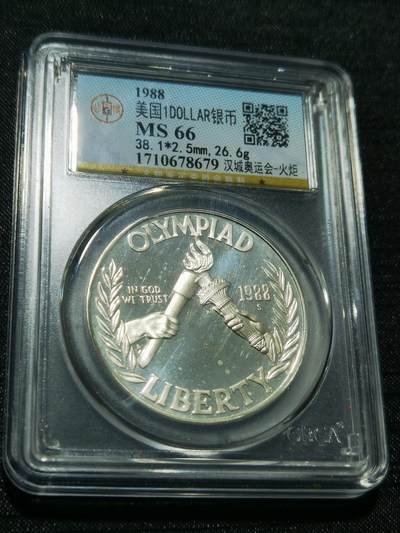 1988
美国1DOLLAR银币
MS 66
38.1*2.5mm,26.6g
1710678679 汉城奥运会-火炬
OLYMPIAD
IN GOD
WE TRUST
1988
S
LIBERTY